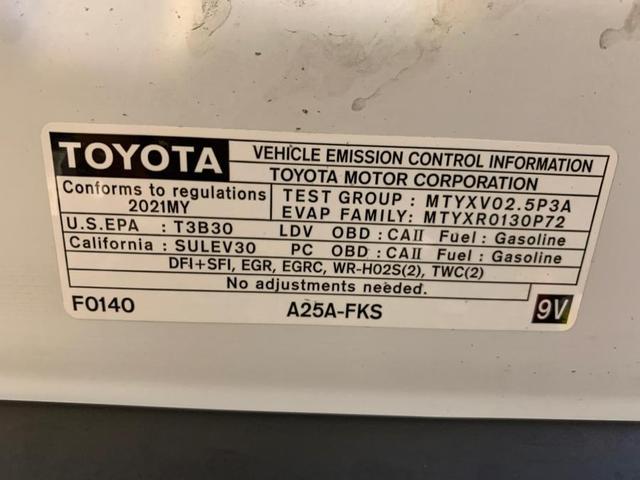 TOYOTA
VEHICLE EMISSION CONTROL INFORMATION
TOYOTA MOTOR CORPORATION
Conforms to regulations
2021MY
TEST GROUP : MTYXV02.5P3A
EVAP FAMILY: MTYXR0130P72
U.S.EPA : T3B30 LDV OBD : CAII Fuel : Gasoline
California : SULEV30 PC OBD : CAII Fuel : Gasoline
DFI+SFI, EGR, EGRC, WR-HO2S(2), TWC(2)
No adjustments needed.
F0140 A25A-FKS 9V